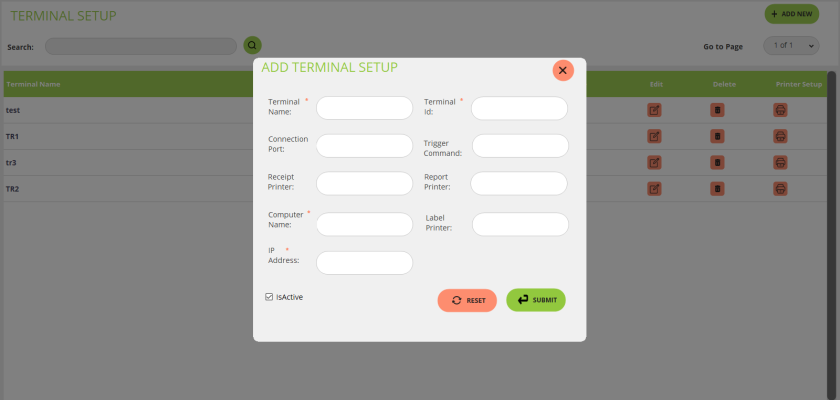 TERMINAL SETUP
+ ADD NEW
Search:
Go to Page
1 of 1
Terminal Name
Edit
Delete
Printer Setup
test
TR1
tr3
TR2
ADD TERMINAL SETUP
Terminal *
Name:
Terminal *
id:
Connection
Port:
Trigger
Command:
Receipt
Printer:
Report
Printer:
Computer *
Name:
Label
Printer:
IP *
Address:
IsActive
RESET
SUBMIT